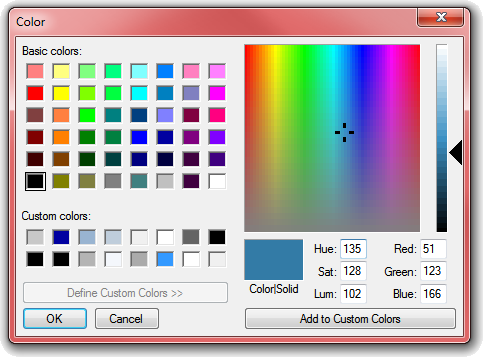 Color
Basic colors:
Custom colors:
Define Custom Colors >>
OK
Cancel
Color|Solid
Hue: 135
Sat: 128
Lum: 102
Red: 51
Green: 123
Blue: 166
Add to Custom Colors